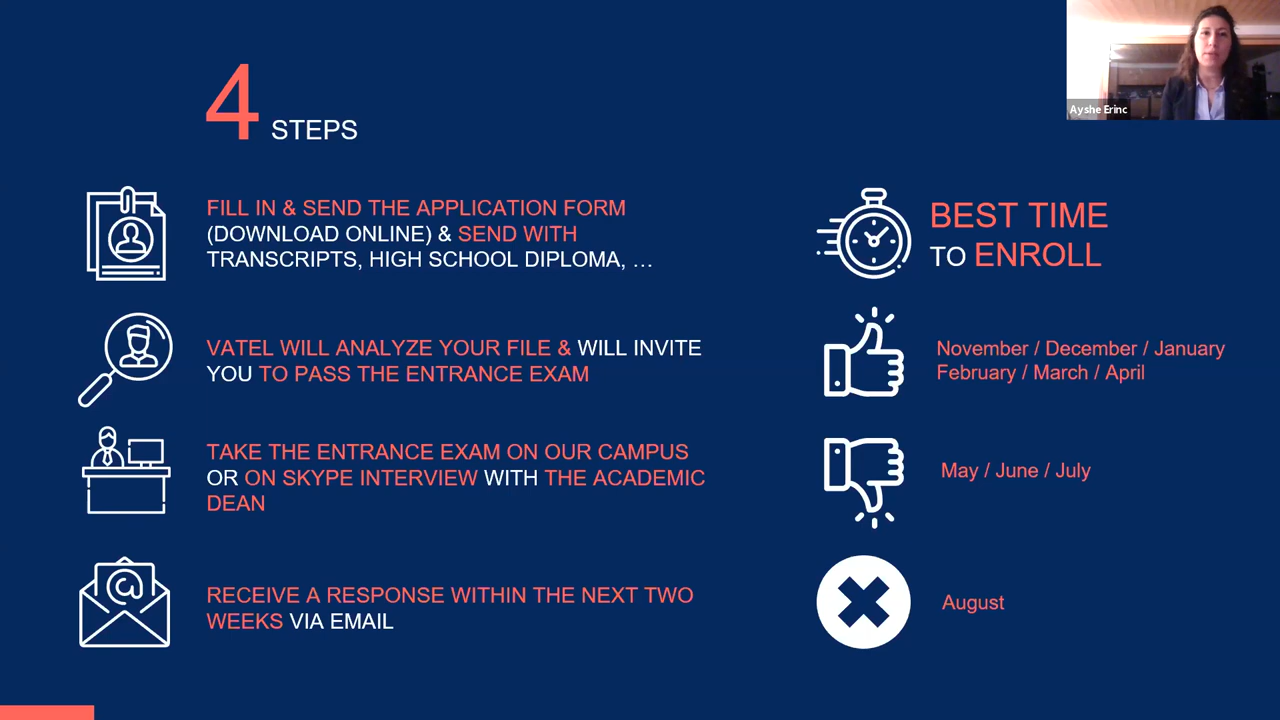 Ayshe Erinc
4 STEPS
FILL IN & SEND THE APPLICATION FORM
(DOWNLOAD ONLINE) & SEND WITH
TRANSCRIPTS, HIGH SCHOOL DIPLOMA, …
VATEL WILL ANALYZE YOUR FILE & WILL INVITE
YOU TO PASS THE ENTRANCE EXAM
TAKE THE ENTRANCE EXAM ON OUR CAMPUS
OR ON SKYPE INTERVIEW WITH THE ACADEMIC
DEAN
RECEIVE A RESPONSE WITHIN THE NEXT TWO
WEEKS VIA EMAIL
BEST TIME
TO ENROLL
November / December / January
February / March / April
May / June / July
August